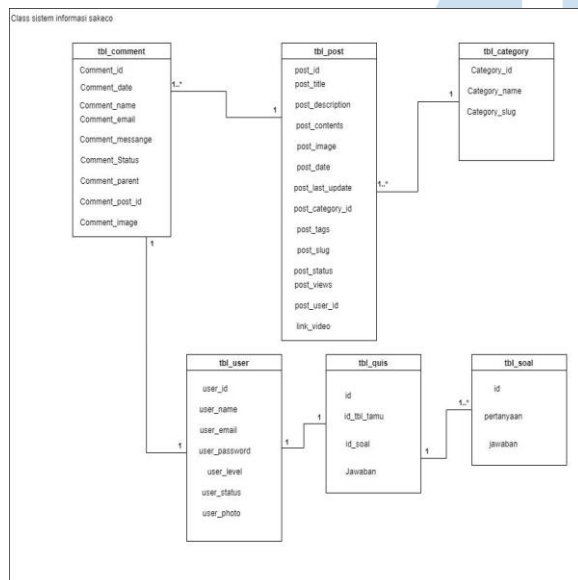 Class sistem informasi sakeco
tbl_comment
Comment_id
Comment_date
Comment_name
Comment_email
Comment_messange
Comment_Status
Comment_parent
Comment_post_id
Comment_image
1..*
1
1
tbl_post
post_id
post_title
post_description
post_contents
post_image
post_date
post_last_update
post_category_id
post_tags
post_slug
post_status
post_views
post_user_id
link_video
1..*
1
tbl_category
Category_id
Category_name
Category_slug
tbl_user
user_id
user_name
user_email
user_password
user_level
user_status
user_photo
1
1
1
tbl_quis
id
id_tbl_tamu
id_soal
Jawaban
1
1..*
tbl_soal
id
pertanyaan
jawaban